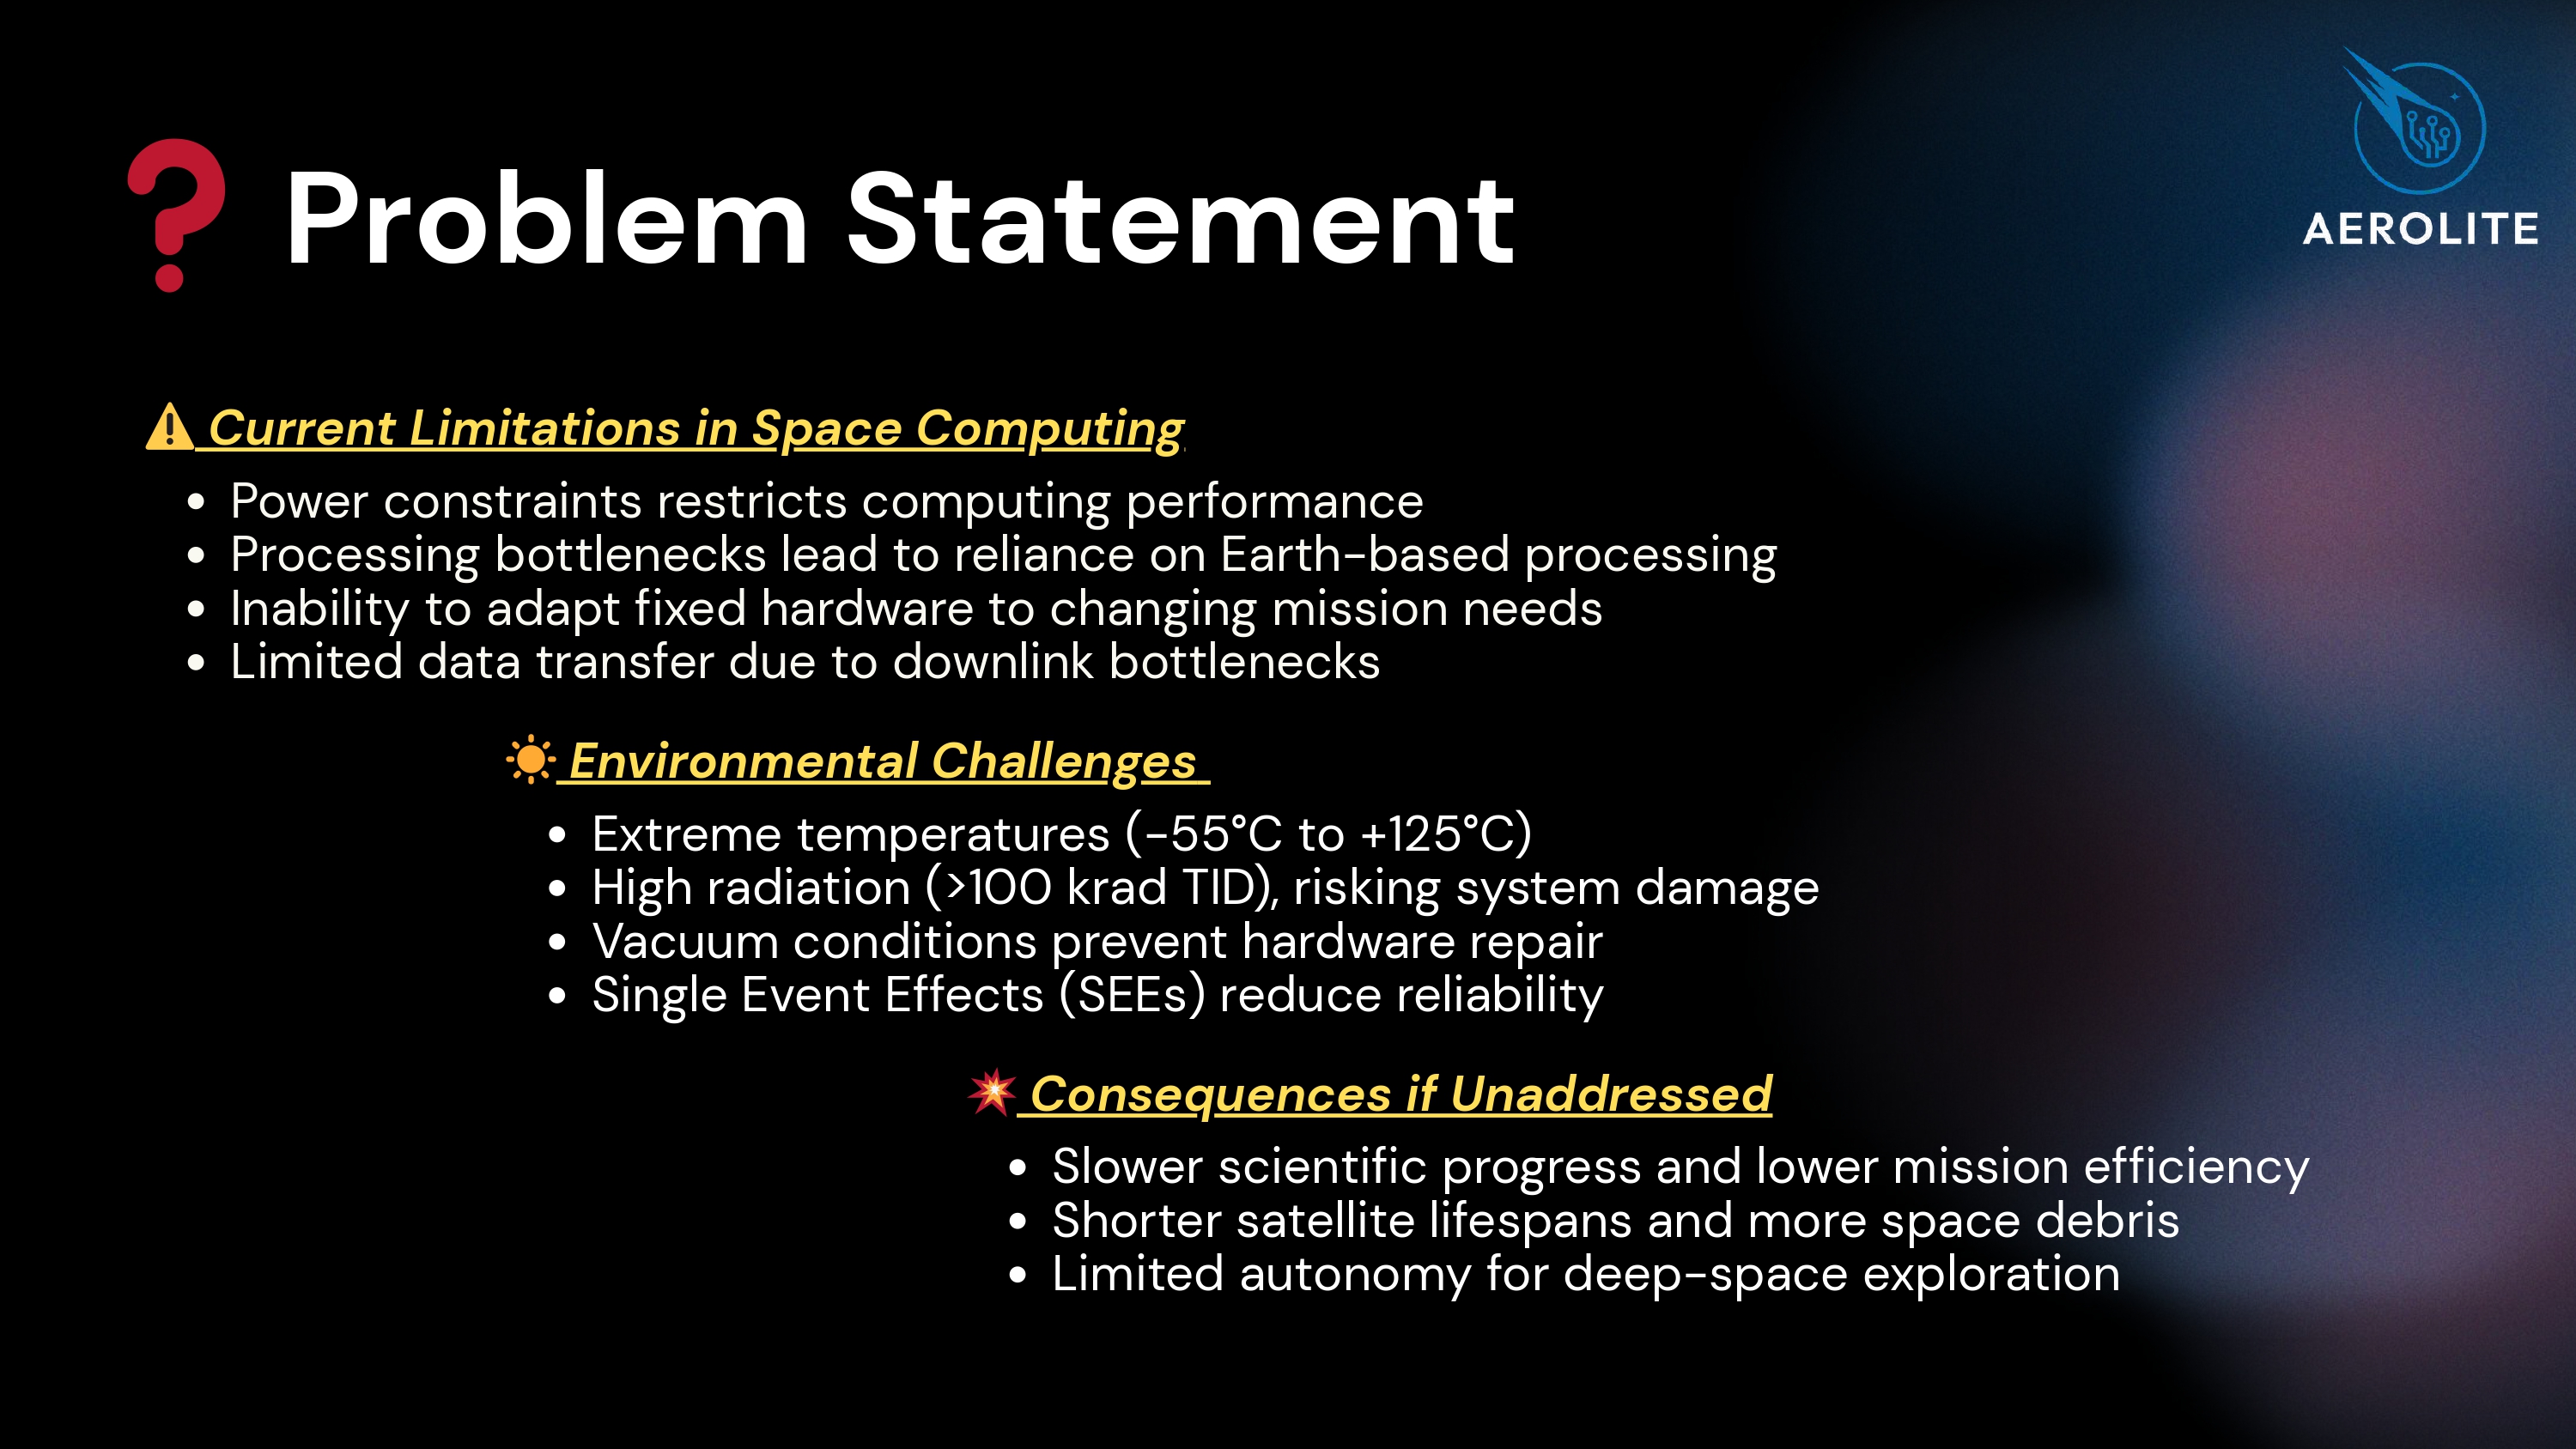 AEROLITE
Problem Statement
Current Limitations in Space Computing
• Power constraints restricts computing performance
• Processing bottlenecks lead to reliance on Earth-based processing
• Inability to adapt fixed hardware to changing mission needs
• Limited data transfer due to downlink bottlenecks
Environmental Challenges
• Extreme temperatures (-55°C to +125°C)
• High radiation (>100 krad TID), risking system damage
• Vacuum conditions prevent hardware repair
• Single Event Effects (SEEs) reduce reliability
Consequences if Unaddressed
• Slower scientific progress and lower mission efficiency
• Shorter satellite lifespans and more space debris
• Limited autonomy for deep-space exploration